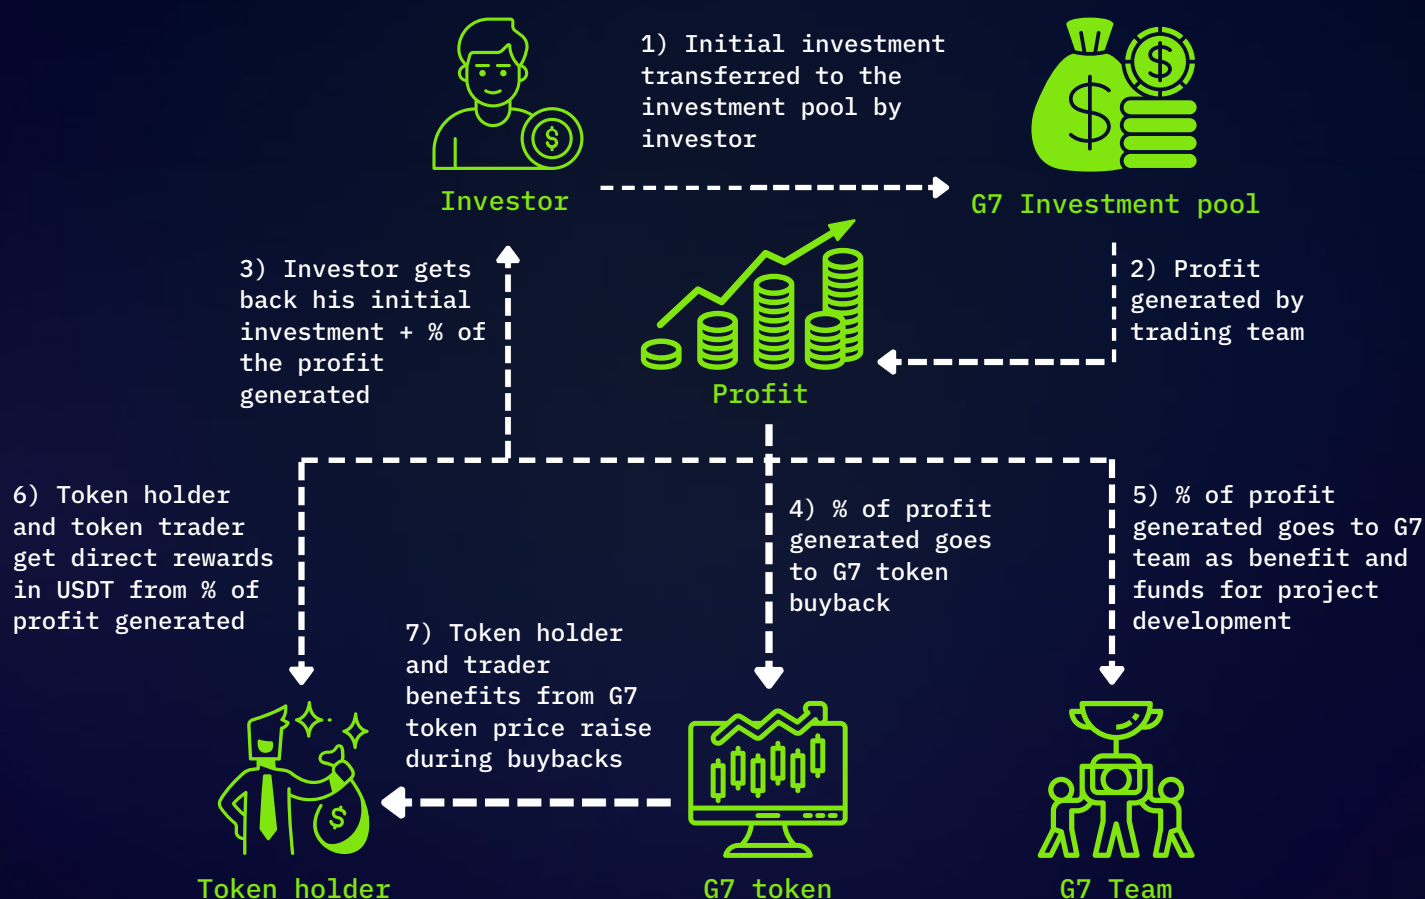 1) Initial investment
transferred to the
investment pool by
investor
Investor
G7 Investment pool
3) Investor gets
back his initial
investment + % of
the profit
generated
2) Profit
generated by
trading team
Profit
6) Token holder
and token trader
get direct rewards
in USDT from % of
profit generated
4) % of profit
generated goes
to G7 token
buyback
5) % of profit
generated goes to G7
team as benefit and
funds for project
development
7) Token holder
and trader
benefits from G7
token price raise
during buybacks
Token holder
G7 token
G7 Team